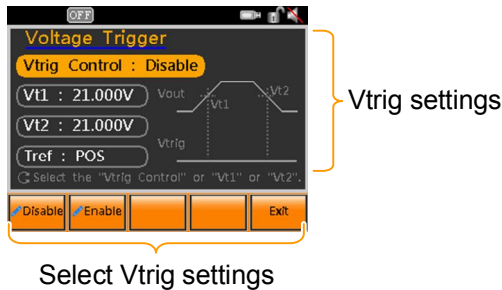 OFF
Voltage Trigger
Vtrig Control : Disable
Vt1 : 21.000V
Vout
Vt1
Vt2
Vt2 : 21.000V
Vtrig
Tref : POS
Select the "Vtrig Control" or "Vt1" or "Vt2".
Disable Enable Exit
Vtrig settings
Select Vtrig settings